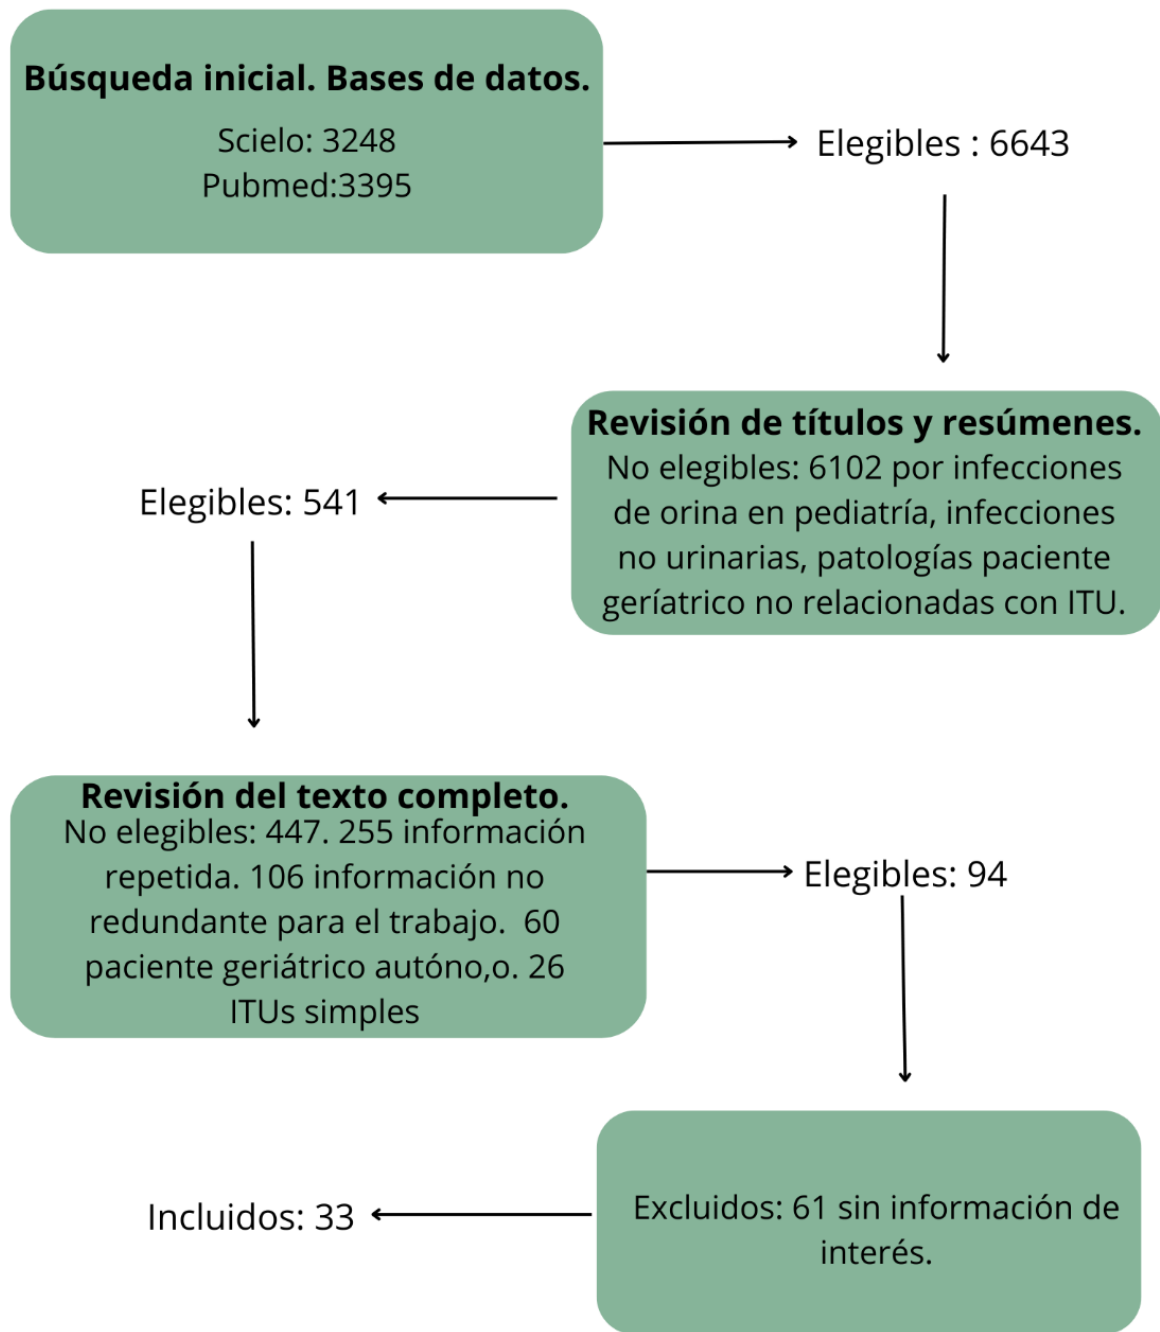 Búsqueda inicial. Bases de datos.
Scielo: 3248
Pubmed:3395
Elegibles : 6643
Revisión de títulos y resúmenes.
No elegibles: 6102 por infecciones
de orina en pediatría, infecciones
no urinarias, patologías paciente
geríatrico no relacionadas con ITU.
Elegibles: 541
Revisión del texto completo.
No elegibles: 447. 255 información
repetida. 106 información no
redundante para el trabajo.  60
paciente geriátrico autóno,o. 26
ITUs simples
Elegibles: 94
Excluidos: 61 sin información de
interés.
Incluidos: 33